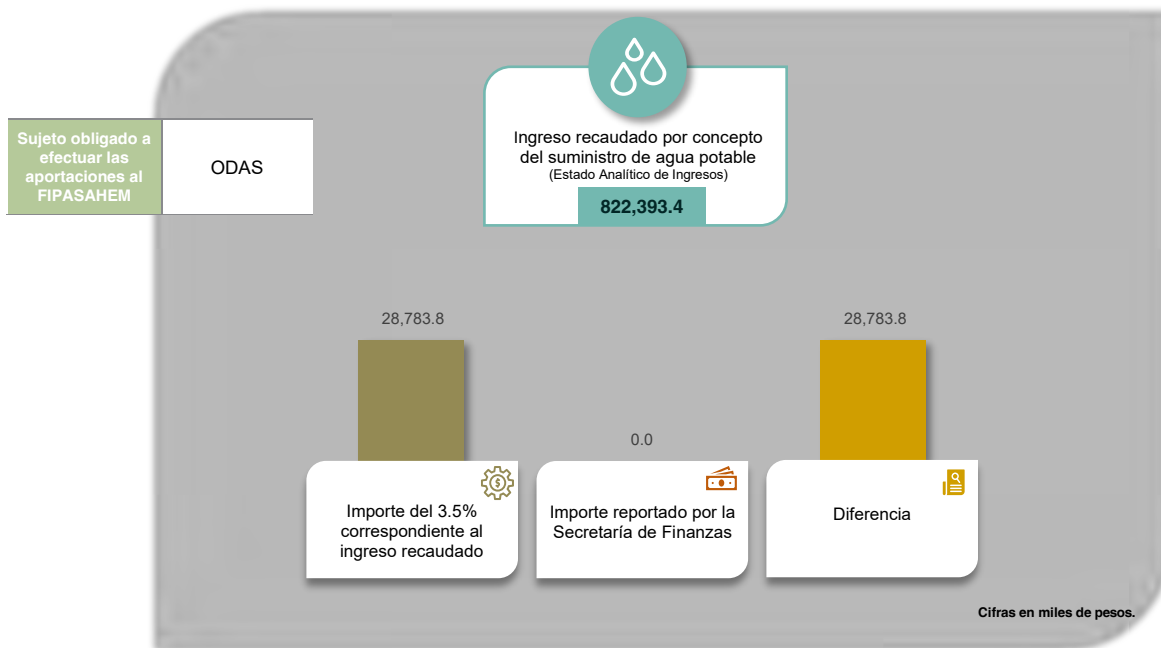 Sujeto obligado a
efectuar las
aportaciones al
FIPASAHEM
ODAS
Ingreso recaudado por concepto
del suministro de agua potable
(Estado Analítico de Ingresos)
822,393.4
28,783.8
0.0
28,783.8
Importe del 3.5%
correspondiente al
ingreso recaudado
Importe reportado por la
Secretaría de Finanzas
Diferencia
Cifras en miles de pesos.